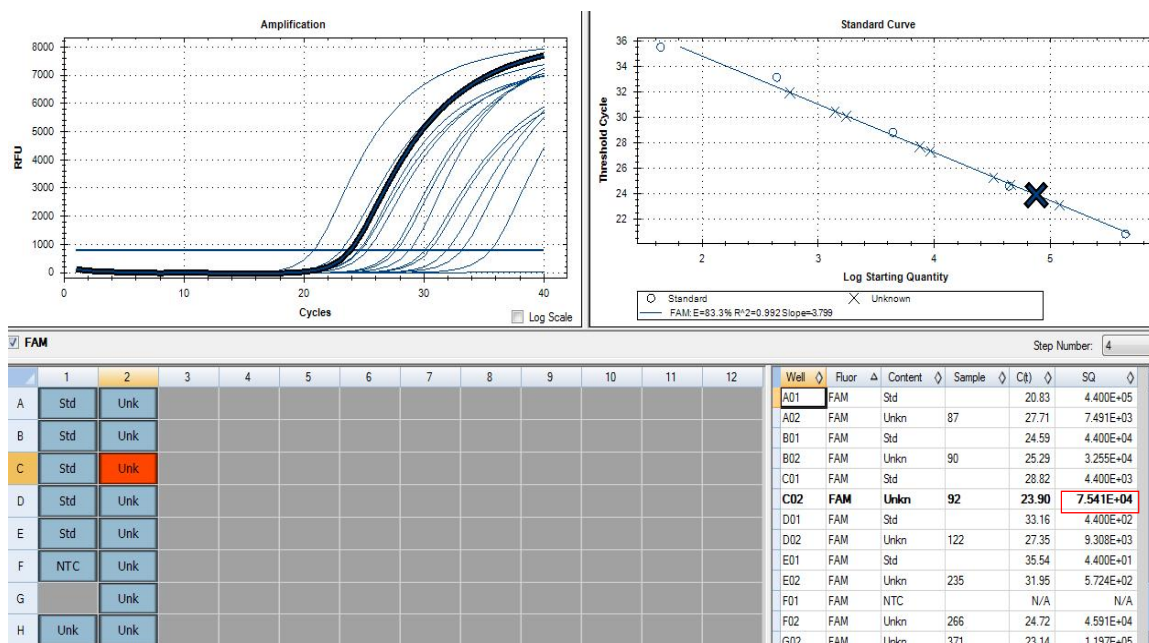 Amplification
8000
7000
6000
5000
4000
3000
2000
1000
0
RFU
0 10 20 30 40
Cycles
Log Scale
Standard Curve
36
34
32
30
28
26
24
22
Threshold Cycle
2 3 4 5
Log Starting Quantity
Standard Unknown
FAM: E=83.3% R^2=0.992 Slope=-3.799
FAM
Step Number: 4
1 2 3 4 5 6 7 8 9 10 11 12
A Std Unk
B Std Unk
C Std Unk
D Std Unk
E Std Unk
F NTC Unk
G Unk
H Unk Unk
Well Fluor Content Sample C(t) SQ
A01 FAM Std 20.83 4.400E+05
A02 FAM Unkn 87 27.71 7.491E+03
B01 FAM Std 24.59 4.400E+04
B02 FAM Unkn 90 25.29 3.255E+04
C01 FAM Std 28.82 4.400E+03
C02 FAM Unkn 92 23.90 7.541E+04
D01 FAM Std 33.16 4.400E+02
D02 FAM Unkn 122 27.35 9.308E+03
E01 FAM Std 35.54 4.400E+01
E02 FAM Unkn 235 31.95 5.724E+02
F01 FAM NTC N/A N/A
F02 FAM Unkn 266 24.72 4.591E+04
G02 FAM Unkn 371 23.14 1.197E+05